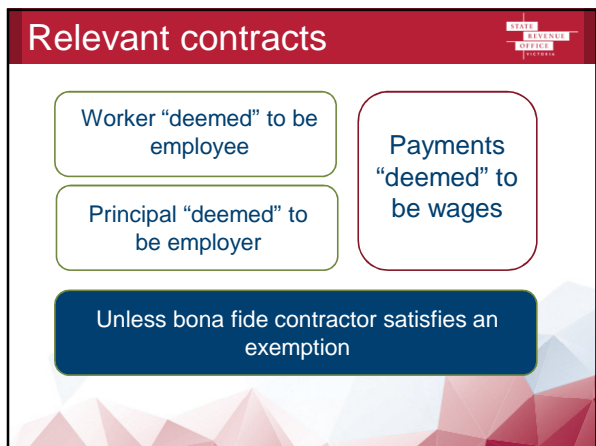 Relevant contracts
STATE
REVENUE
OFFICE
VICTORIA
Worker “deemed” to be
employee
Principal “deemed” to
be employer
Payments
“deemed” to
be wages
Unless bona fide contractor satisfies an
exemption